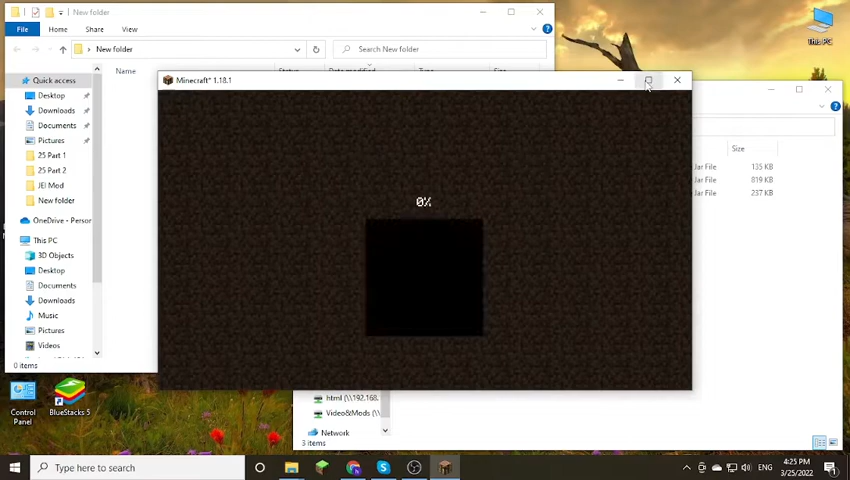 New folder
File
Home
Share
View
New folder
Search New folder
This PC
Name
Quick access
Desktop
Downloads
Documents
Pictures
25 Part 1
25 Part 2
JEI Mod
New folder
OneDrive - Person
This PC
3D Objects
Desktop
Downloads
Documents
Music
Pictures
Videos
0 items
Minecraft* 1.18.1
0%
Size
Jar File 135 KB
Jar File 819 KB
Jar File 237 KB
html (\\192.168.
Video&Mods (\\
Network
3 items
Control Panel
BlueStacks 5
Type here to search
ENG
4:25 PM
3/25/2022